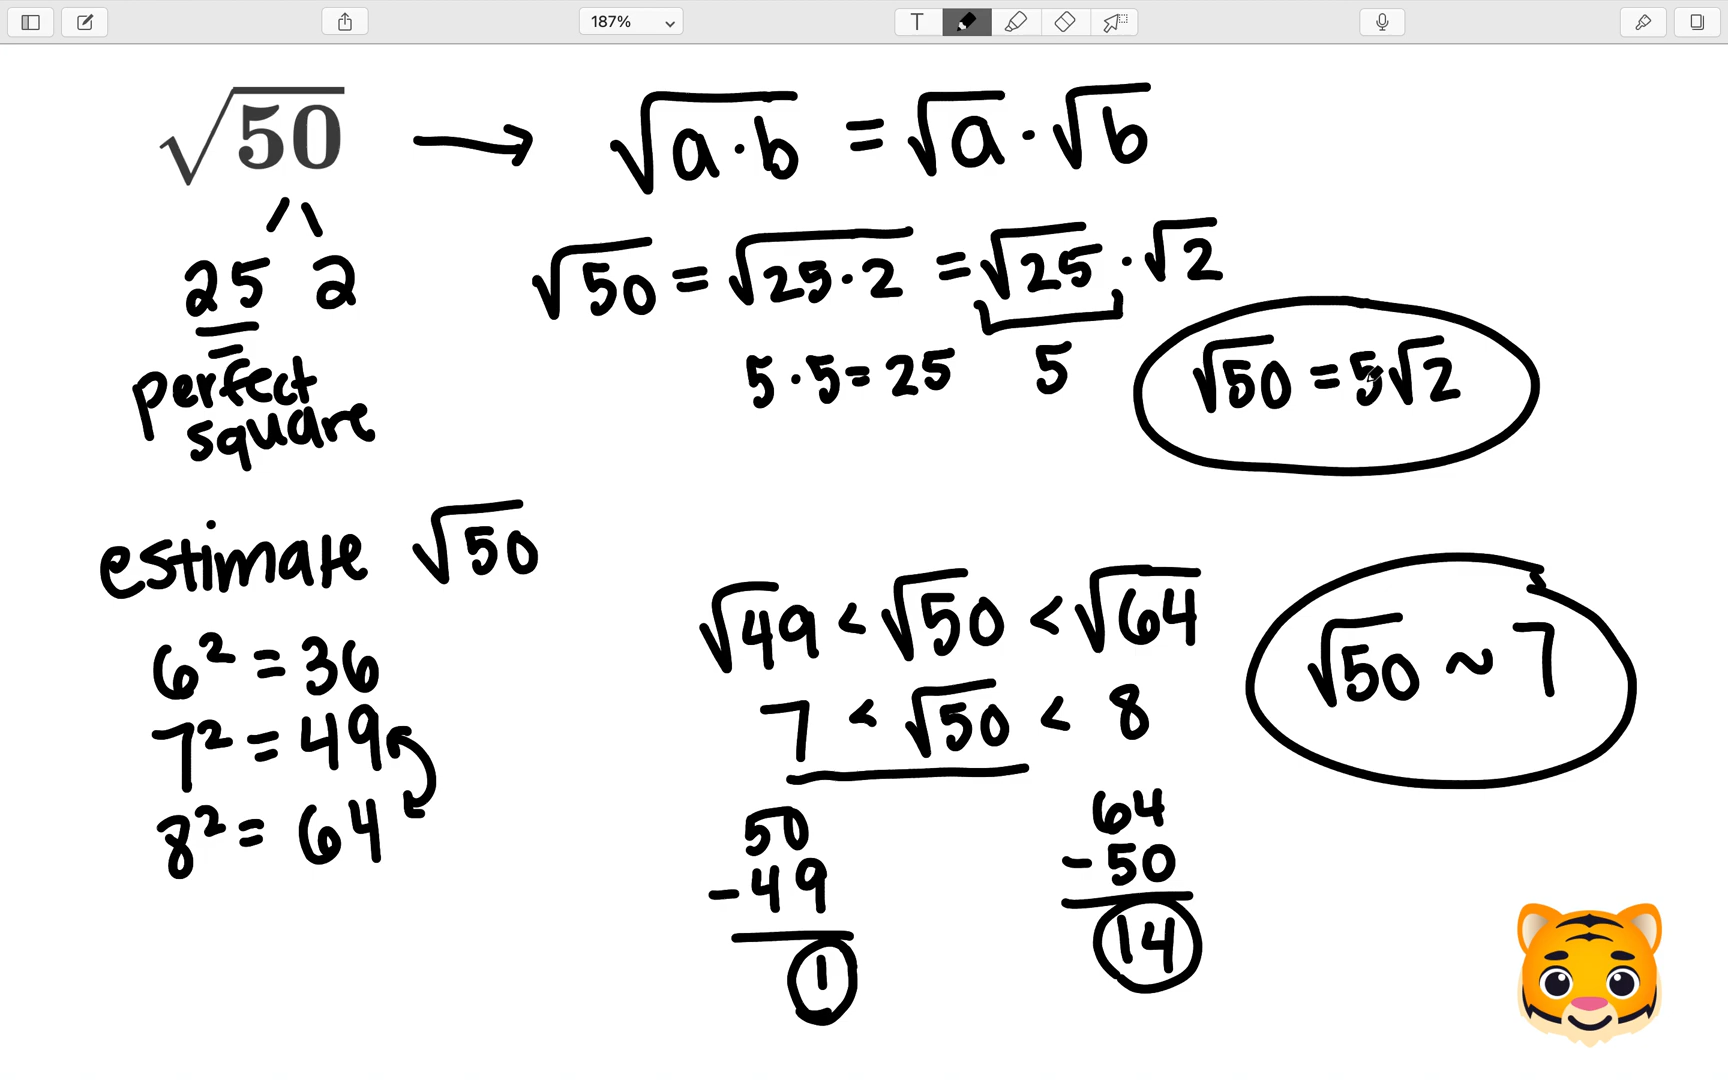 187%
T
√50 → √a·b = √a · √b
25 2
√50 = √25·2 = √25 · √2
perfect
square
5·5=25 5
√50 = 5√2
estimate √50
6² = 36
7² = 49
8² = 64
√49 < √50 < √64
7 < √50 < 8
√50 ~ 7
50
-49
1
64
-50
14